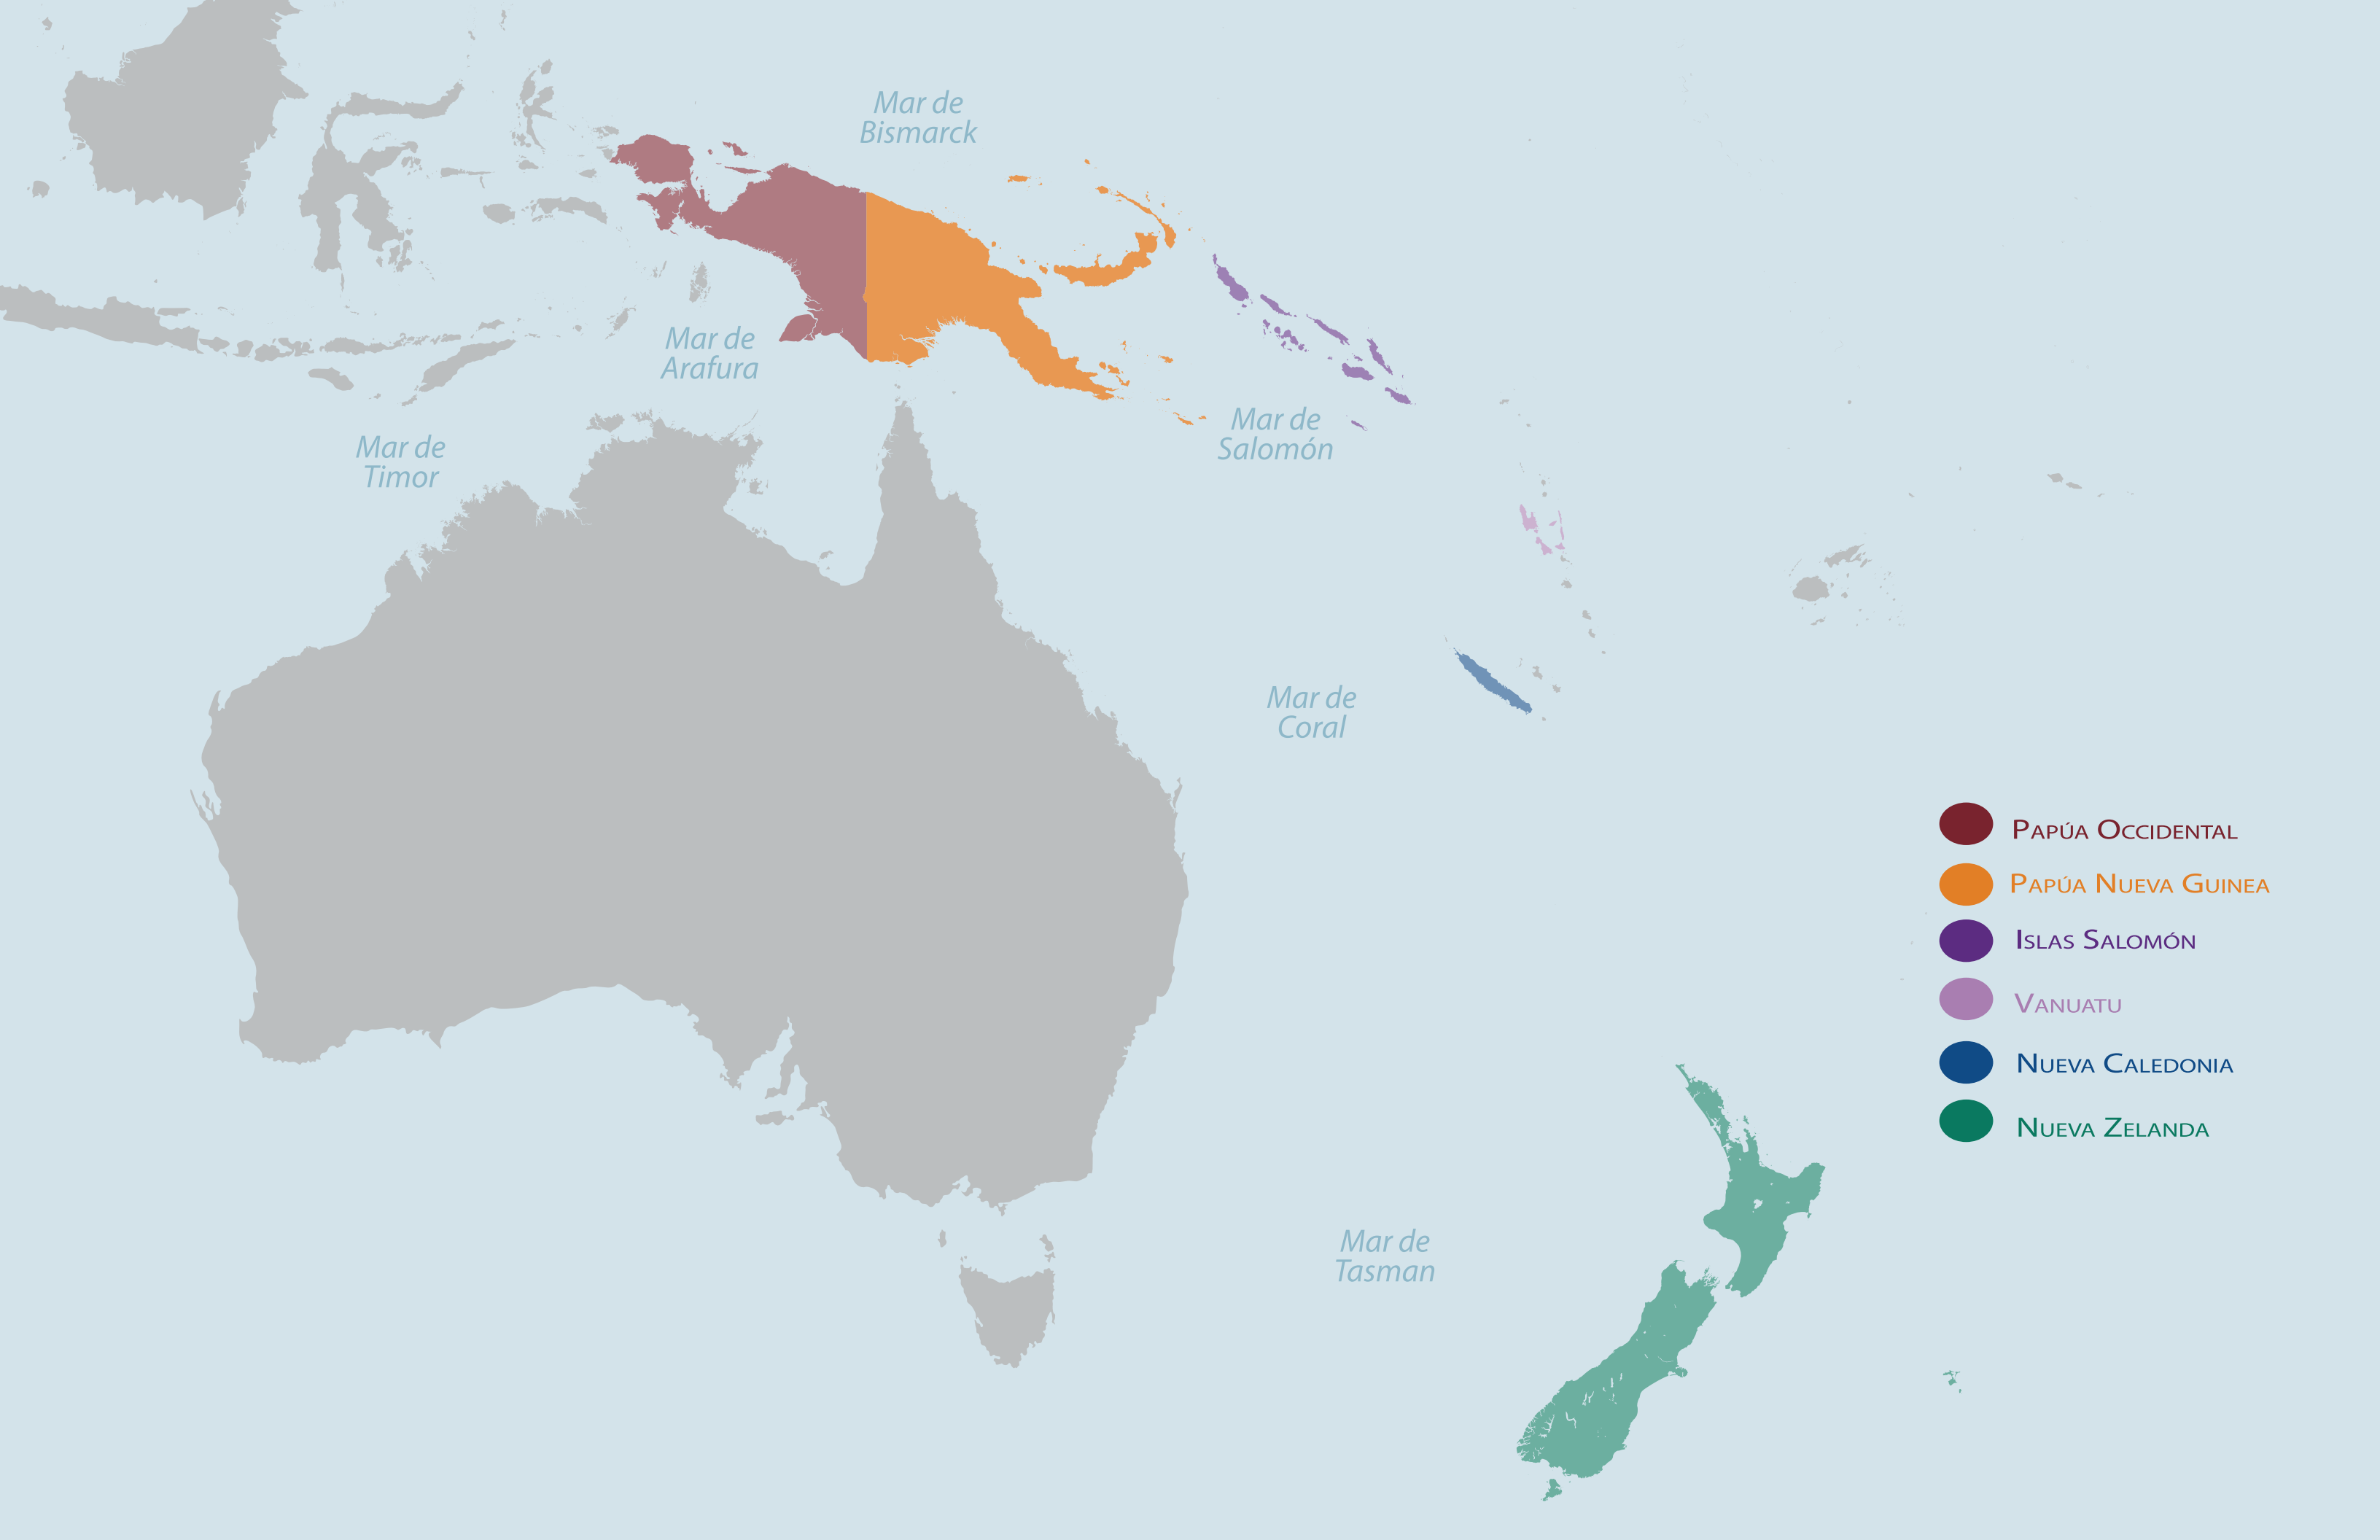 Mar de
Bismarck
Mar de
Arafura
Mar de
Salomón
Mar de
Timor
Mar de
Coral
Papúa Occidental
Papúa Nueva Guinea
Islas Salomón
Vanuatu
Nueva Caledonia
Nueva Zelanda
Mar de
Tasman